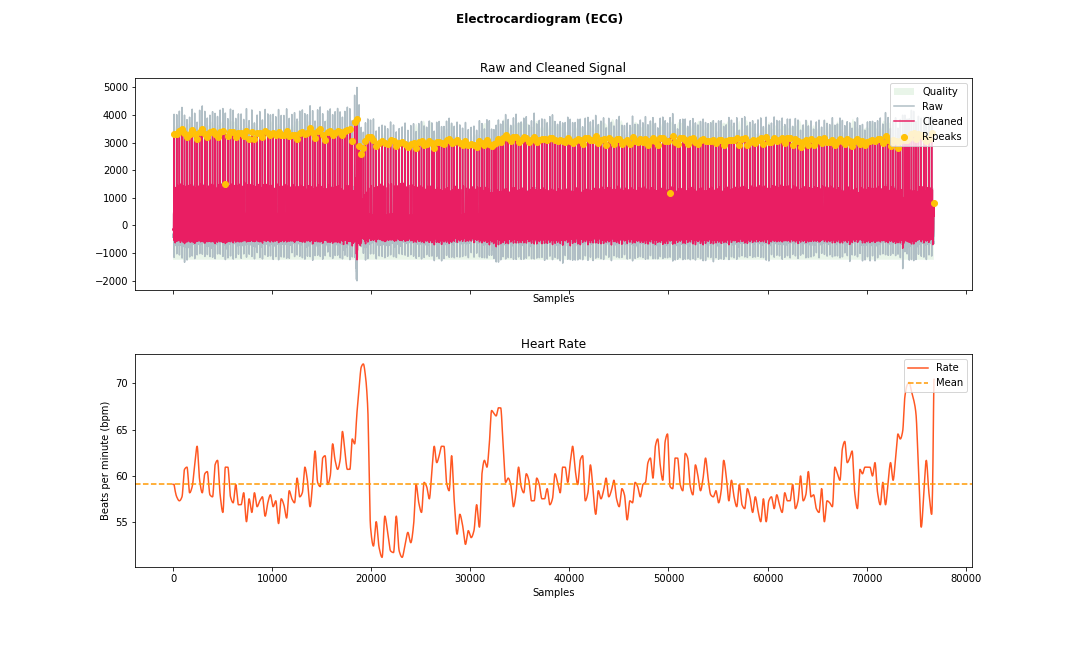 Electrocardiogram (ECG)
Raw and Cleaned Signal
5000
4000
3000
2000
1000
0
−1000
−2000
Quality
Raw
Cleaned
R-peaks
Samples
Heart Rate
Beats per minute (bpm)
70
65
60
55
Rate
Mean
0 10000 20000 30000 40000 50000 60000 70000 80000
Samples